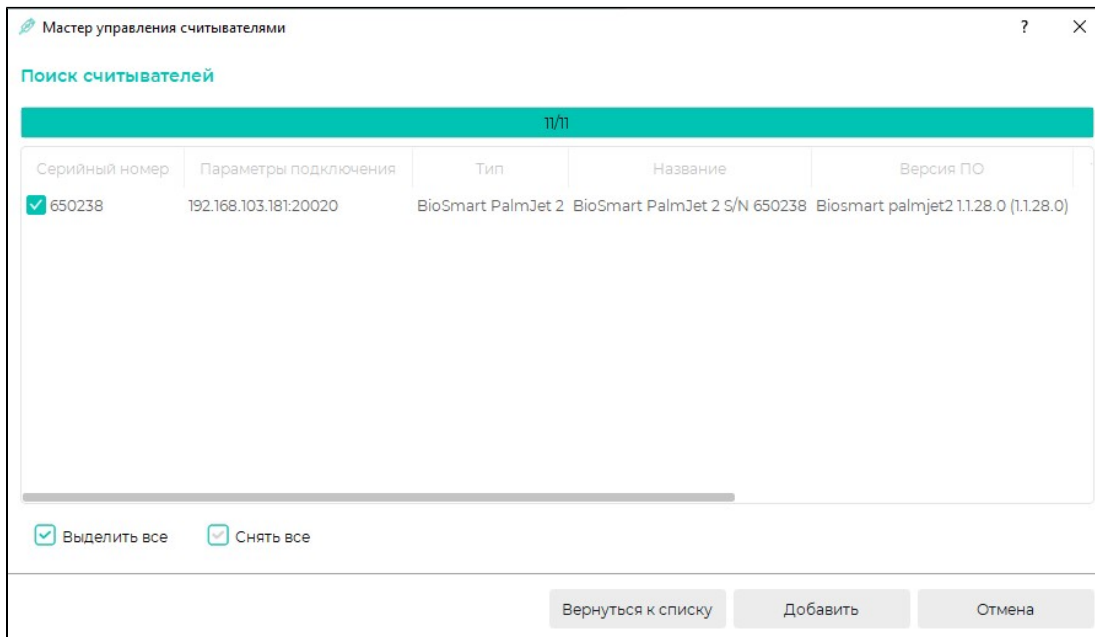 Мастер управления считывателями
?
Поиск считывателей
11/11
Серийный номер Параметры подключения Тип Название Версия ПО
650238 192.168.103.181:20020 BioSmart PalmJet 2 BioSmart PalmJet 2 S/N 650238 Biosmart palmjet2 1.1.28.0 (1.1.28.0)
Выделить все Снять все
Вернуться к списку Добавить Отмена